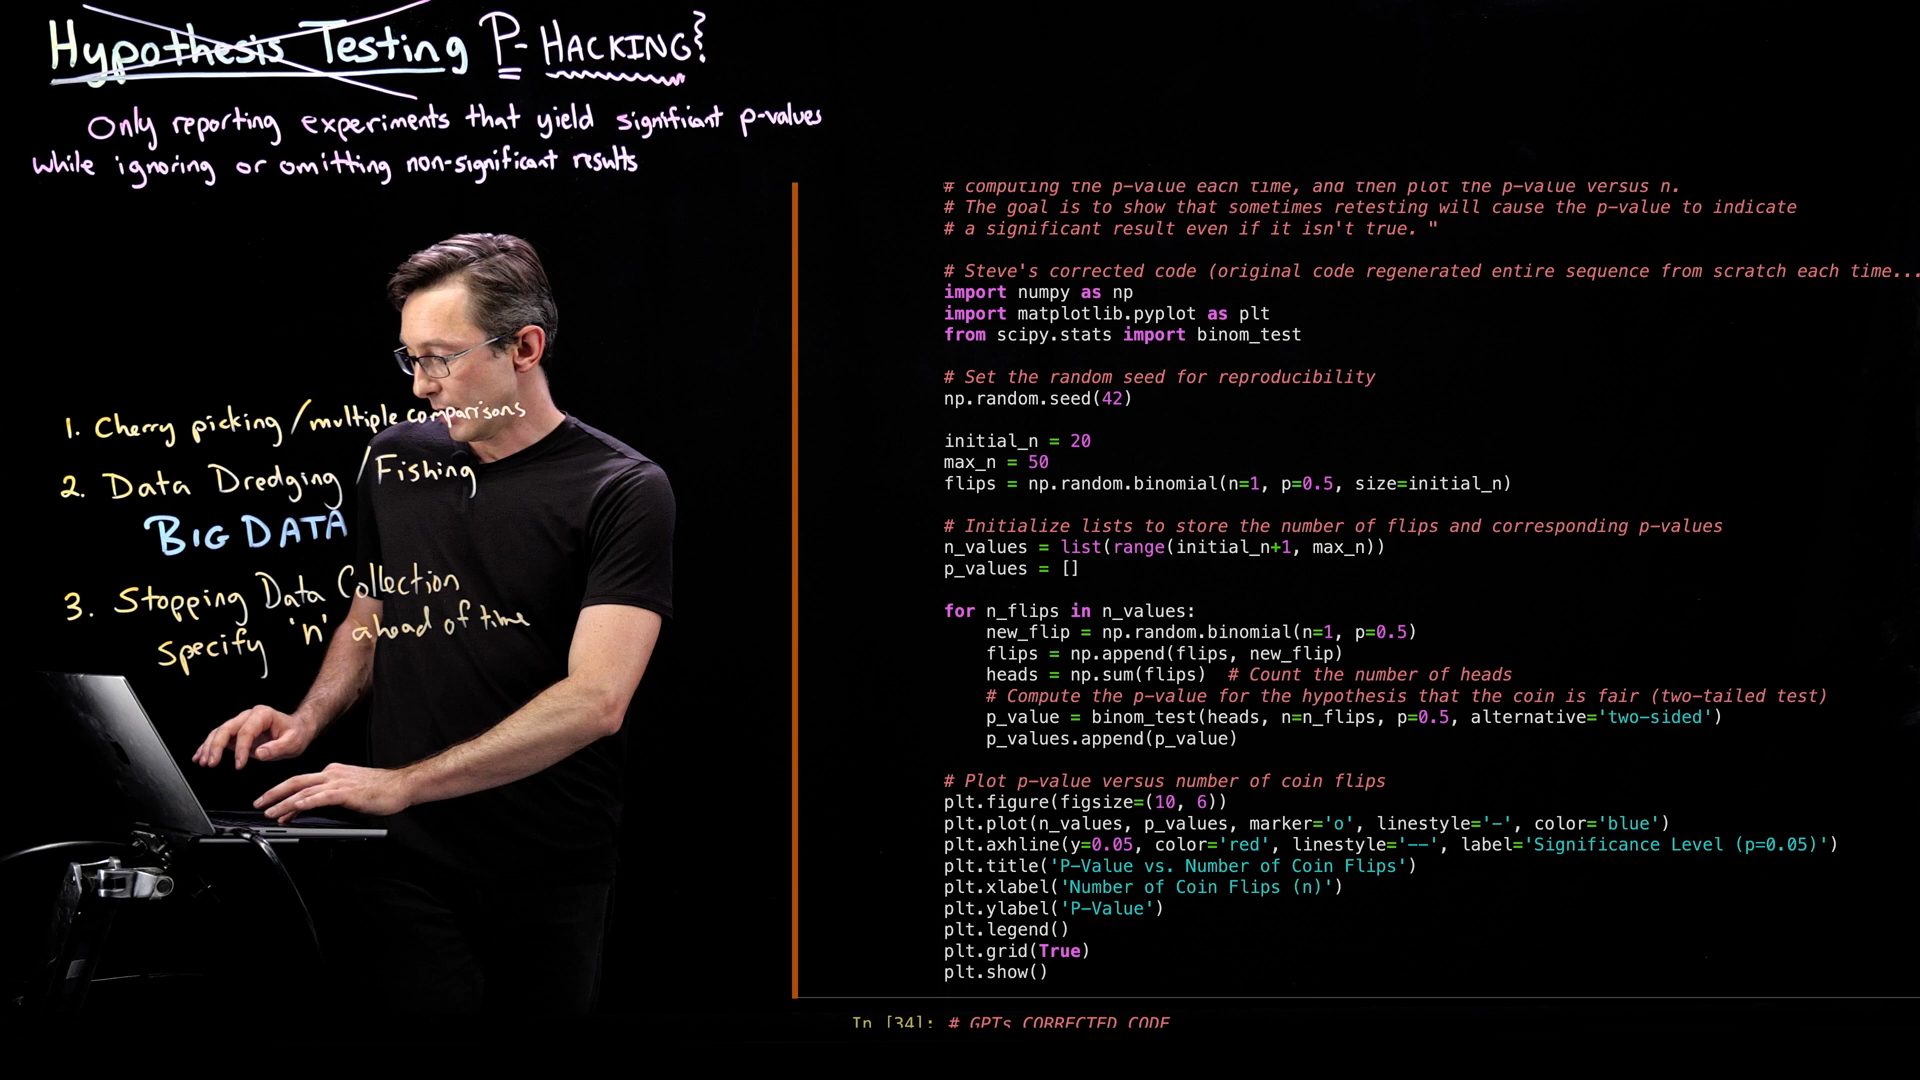 Hypothesis Testing P-HACKING
Only reporting experiments that yield significant p-values
while ignoring or omitting non-significant results
1. Cherry picking / multiple comparisons
2. Data Dredging / Fishing
BIG DATA
3. Stopping Data Collection
specify 'n' ahead of time
# computing the p-value each time, and then plot the p-value versus n.
# The goal is to show that sometimes retesting will cause the p-value to indicate
# a significant result even if it isn't true. "
# Steve's corrected code (original code regenerated entire sequence from scratch each time...
import numpy as np
import matplotlib.pyplot as plt
from scipy.stats import binom_test
# Set the random seed for reproducibility
np.random.seed(42)
initial_n = 20
max_n = 50
flips = np.random.binomial(n=1, p=0.5, size=initial_n)
# Initialize lists to store the number of flips and corresponding p-values
n_values = list(range(initial_n+1, max_n))
p_values = []
for n_flips in n_values:
    new_flip = np.random.binomial(n=1, p=0.5)
    flips = np.append(flips, new_flip)
    heads = np.sum(flips)  # Count the number of heads
    # Compute the p-value for the hypothesis that the coin is fair (two-tailed test)
    p_value = binom_test(heads, n=n_flips, p=0.5, alternative='two-sided')
    p_values.append(p_value)
# Plot p-value versus number of coin flips
plt.figure(figsize=(10, 6))
plt.plot(n_values, p_values, marker='o', linestyle='-', color='blue')
plt.axhline(y=0.05, color='red', linestyle='--', label='Significance Level (p=0.05)')
plt.title('P-Value vs. Number of Coin Flips')
plt.xlabel('Number of Coin Flips (n)')
plt.ylabel('P-Value')
plt.legend()
plt.grid(True)
plt.show()
In [34]: # GPTs CORRECTED CODE